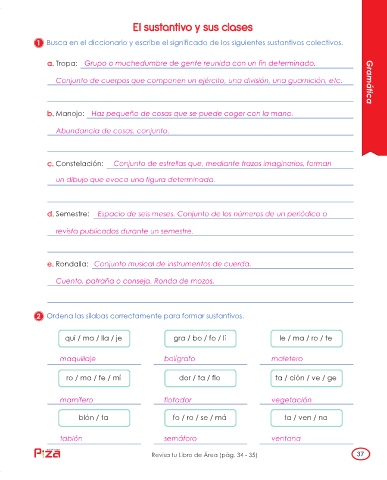 El sustantivo y sus clases
1 Busca en el diccionario y escribe el significado de los siguientes sustantivos colectivos.
Gramática
a. Tropa: Grupo o muchedumbre de gente reunida con un fin determinado.
Conjunto de cuerpos que componen un ejército, una división, una guarnición, etc.
b. Manojo: Haz pequeño de cosas que se puede coger con la mano.
Abundancia de cosas, conjunto.
c. Constelación: Conjunto de estrellas que, mediante trazos imaginarios, forman
un dibujo que evoca una figura determinada.
d. Semestre: Espacio de seis meses. Conjunto de los números de un periódico o
revista publicados durante un semestre.
e. Rondalla: Conjunto musical de instrumentos de cuerda.
Cuento, patraña o conseja. Ronda de mozos.
2 Ordena las sílabas correctamente para formar sustantivos.
qui / ma / lla / je
gra / bo / fo / lí
le / ma / ro / te
maquillaje
bolígrafo
maletero
ro / ma / fe / mí
dor / ta / flo
ta / ción / ve / ge
mamífero
flotador
vegetación
blón / ta
fo / ro / se / má
ta / ven / na
tablón
semáforo
ventana
Piza
Revisa tu Libro de Área (pág. 34 - 35)
37